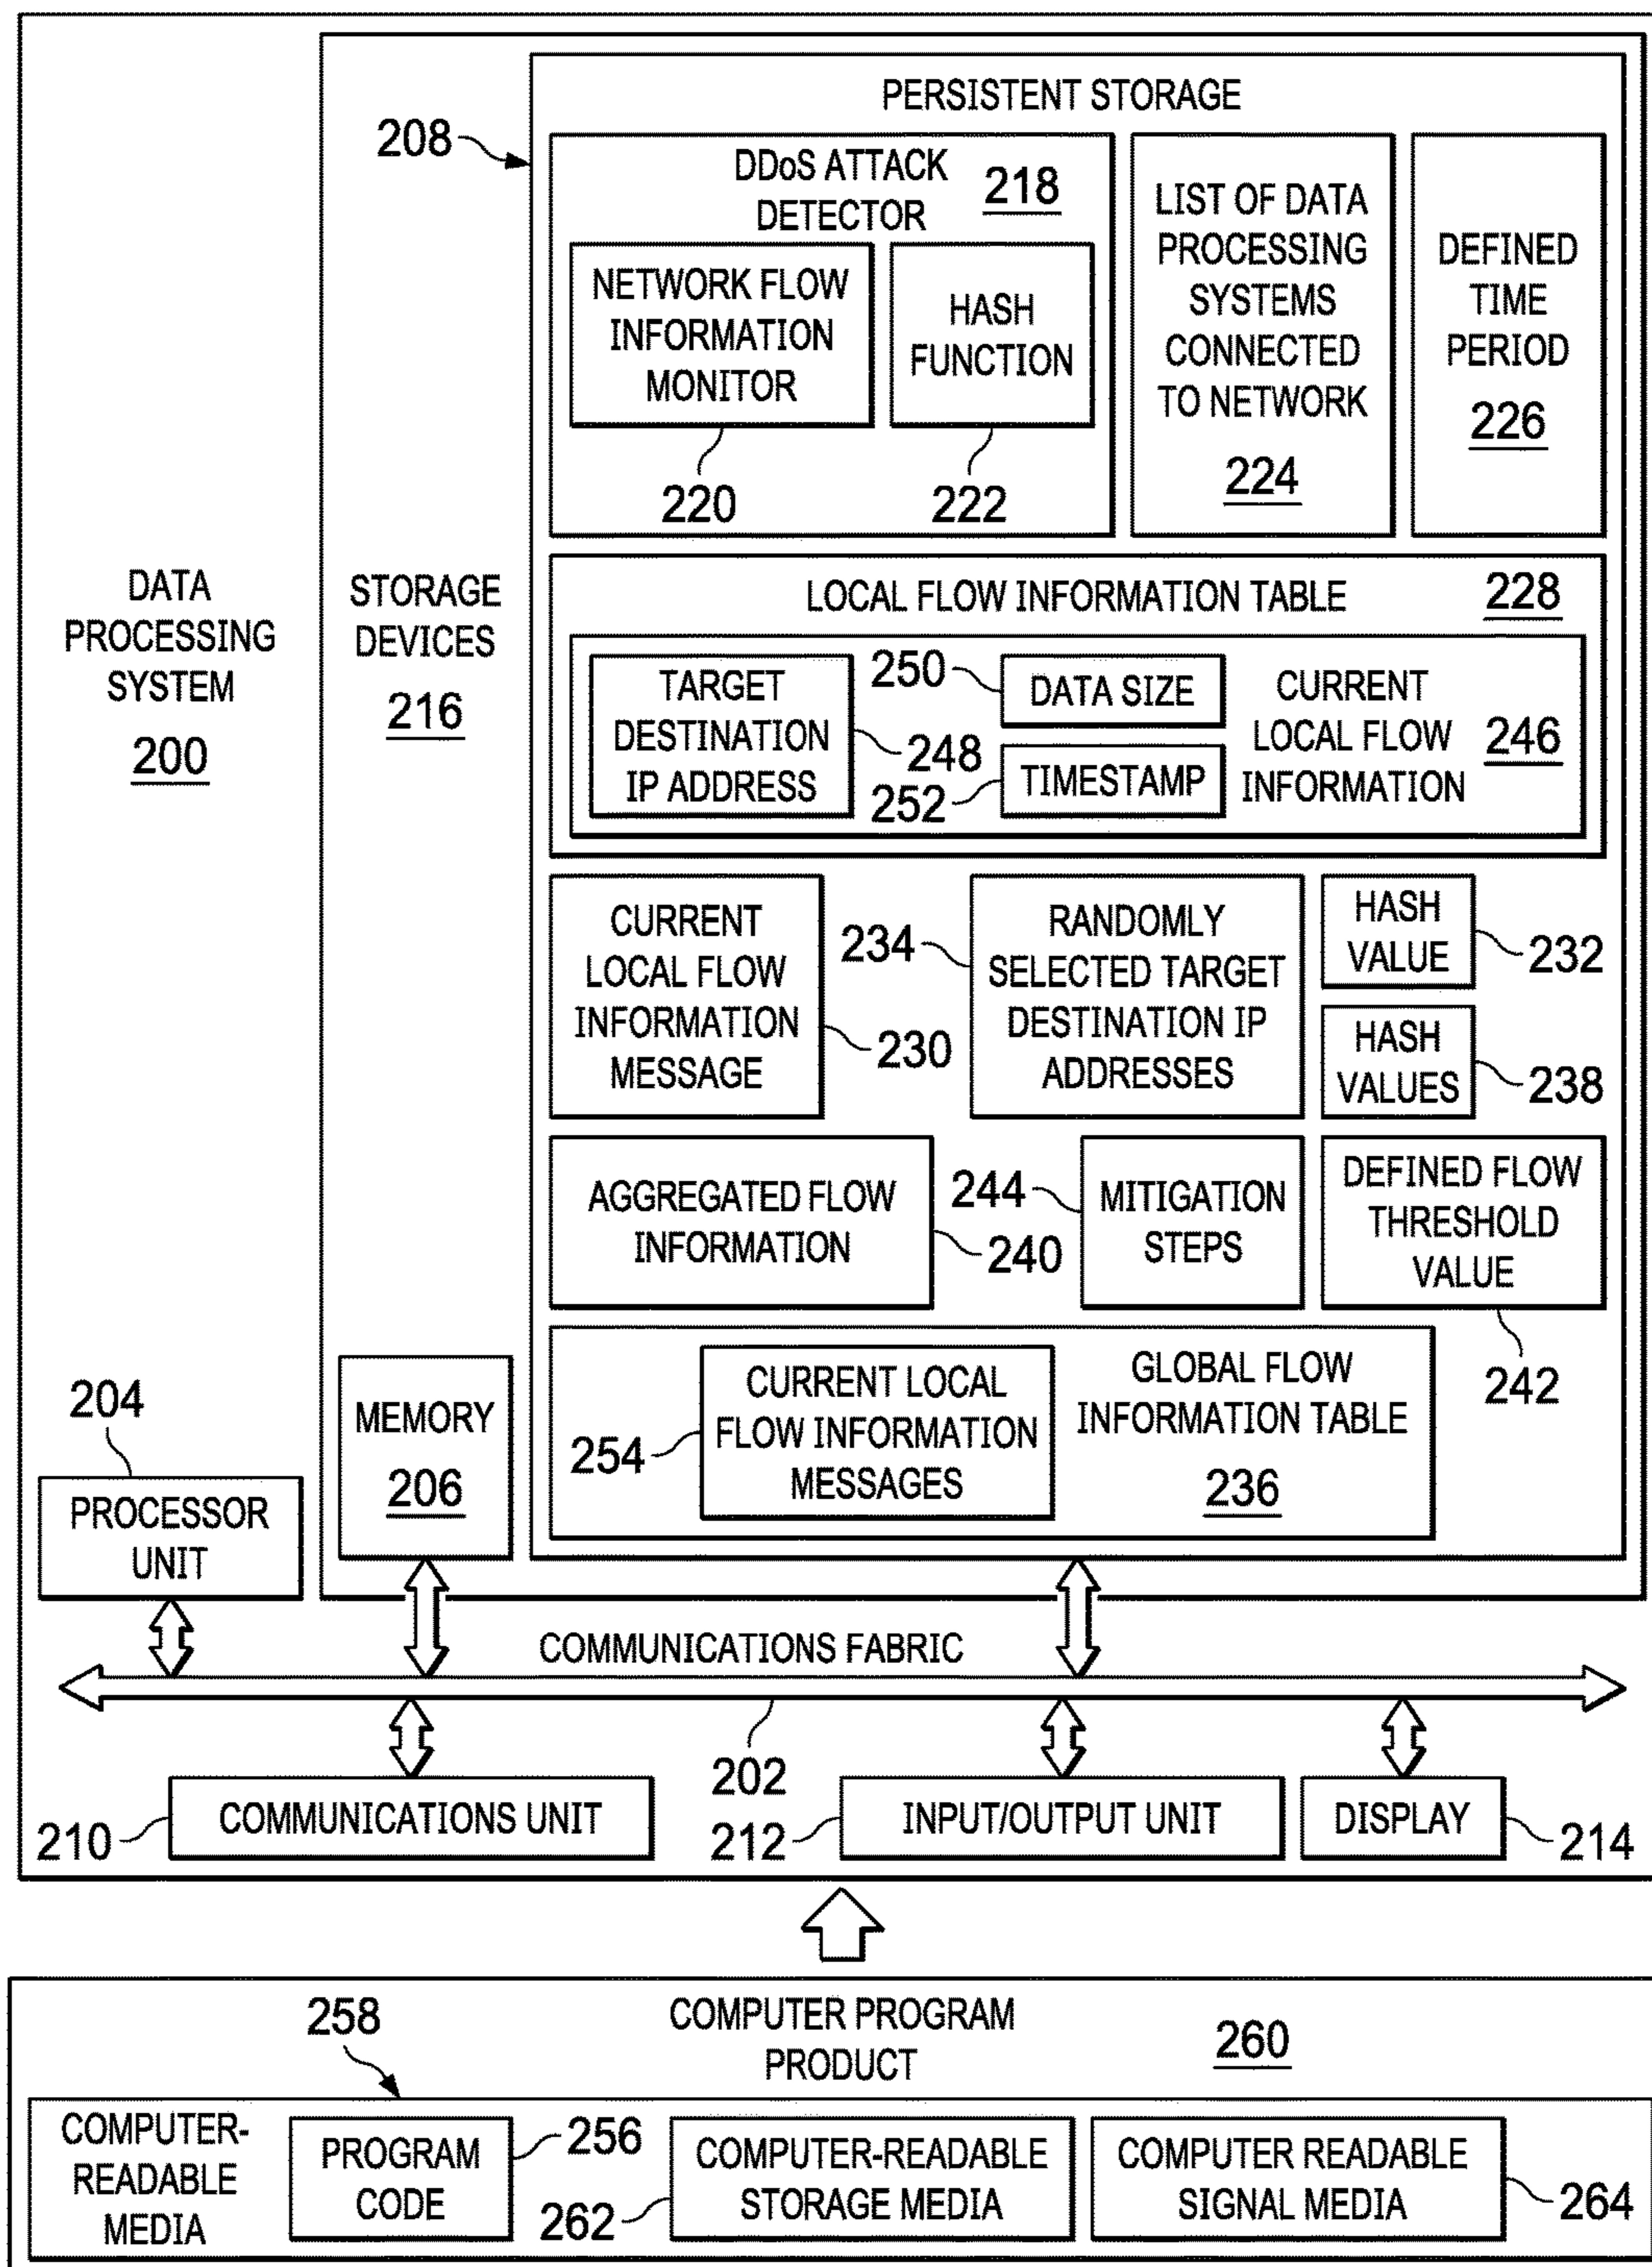 PERSISTENT STORAGE
208
DDoS ATTACK
DETECTOR
218
NETWORK FLOW
INFORMATION
MONITOR
220
HASH
FUNCTION
222
LIST OF DATA
PROCESSING
SYSTEMS
CONNECTED
TO NETWORK
224
DEFINED
TIME
PERIOD
226
DATA
PROCESSING
SYSTEM
200
STORAGE
DEVICES
216
LOCAL FLOW INFORMATION TABLE
228
TARGET
DESTINATION
IP ADDRESS
248
250
DATA SIZE
252
TIMESTAMP
CURRENT
LOCAL FLOW
INFORMATION
246
CURRENT
LOCAL FLOW
INFORMATION
MESSAGE
230
234
RANDOMLY
SELECTED TARGET
DESTINATION IP
ADDRESSES
HASH
VALUE
232
HASH
VALUES
238
AGGREGATED FLOW
INFORMATION
240
244
MITIGATION
STEPS
DEFINED FLOW
THRESHOLD
VALUE
242
254
CURRENT LOCAL
FLOW INFORMATION
MESSAGES
GLOBAL FLOW
INFORMATION TABLE
236
MEMORY
206
204
PROCESSOR
UNIT
COMMUNICATIONS FABRIC
202
210
COMMUNICATIONS UNIT
212
INPUT/OUTPUT UNIT
DISPLAY
214
COMPUTER PROGRAM
PRODUCT
260
258
COMPUTER-
READABLE
MEDIA
PROGRAM
CODE
256
262
COMPUTER-READABLE
STORAGE MEDIA
COMPUTER READABLE
SIGNAL MEDIA
264